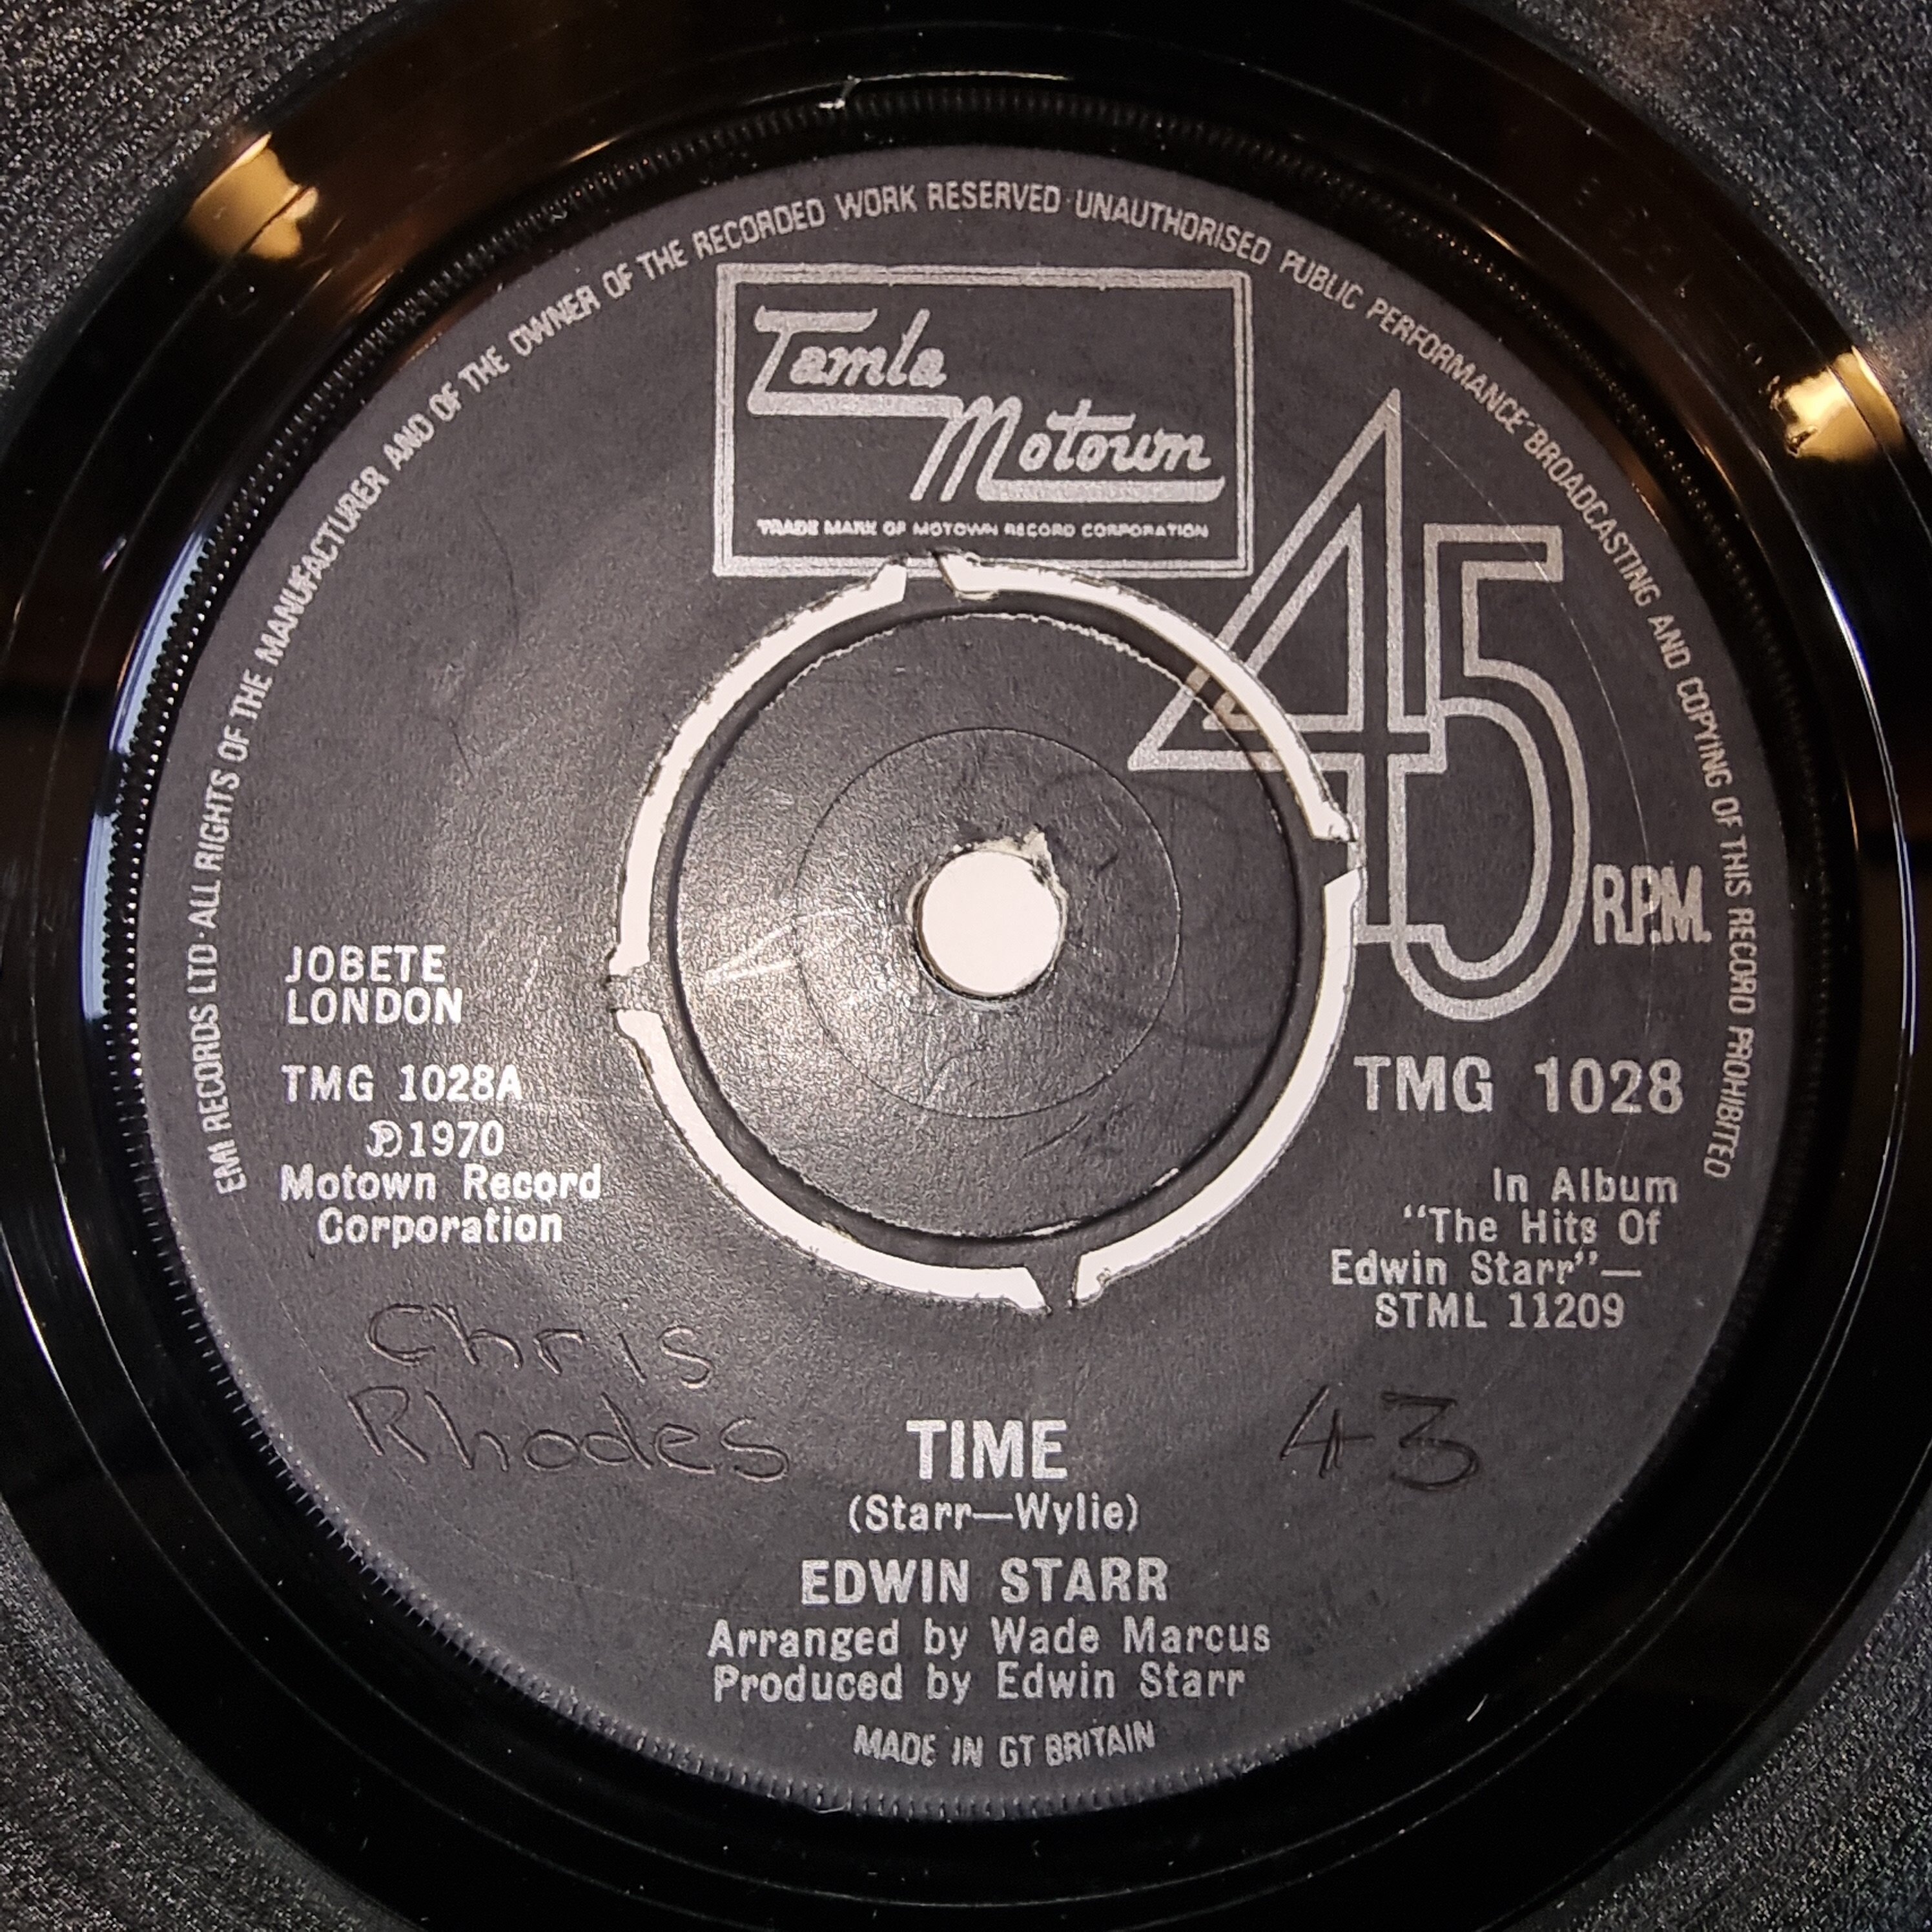 EMI RECORDS LTD·ALL RIGHTS OF THE MANUFACTURER AND OF THE OWNER OF THE RECORDED WORK RESERVED·UNAUTHORISED PUBLIC PERFORMANCE·BROADCASTING AND COPYING OF THIS RECORD PROHIBITED
Tamla
Motown
TRADE MARK OF MOTOWN RECORD CORPORATION
45
R.P.M.
JOBETE
LONDON
TMG 1028A
℗1970
Motown Record
Corporation
TMG 1028
In Album
“The Hits Of
Edwin Starr”—
STML 11209
Chris
Rhodes
43
TIME
(Starr—Wylie)
EDWIN STARR
Arranged by Wade Marcus
Produced by Edwin Starr
MADE IN GT BRITAIN